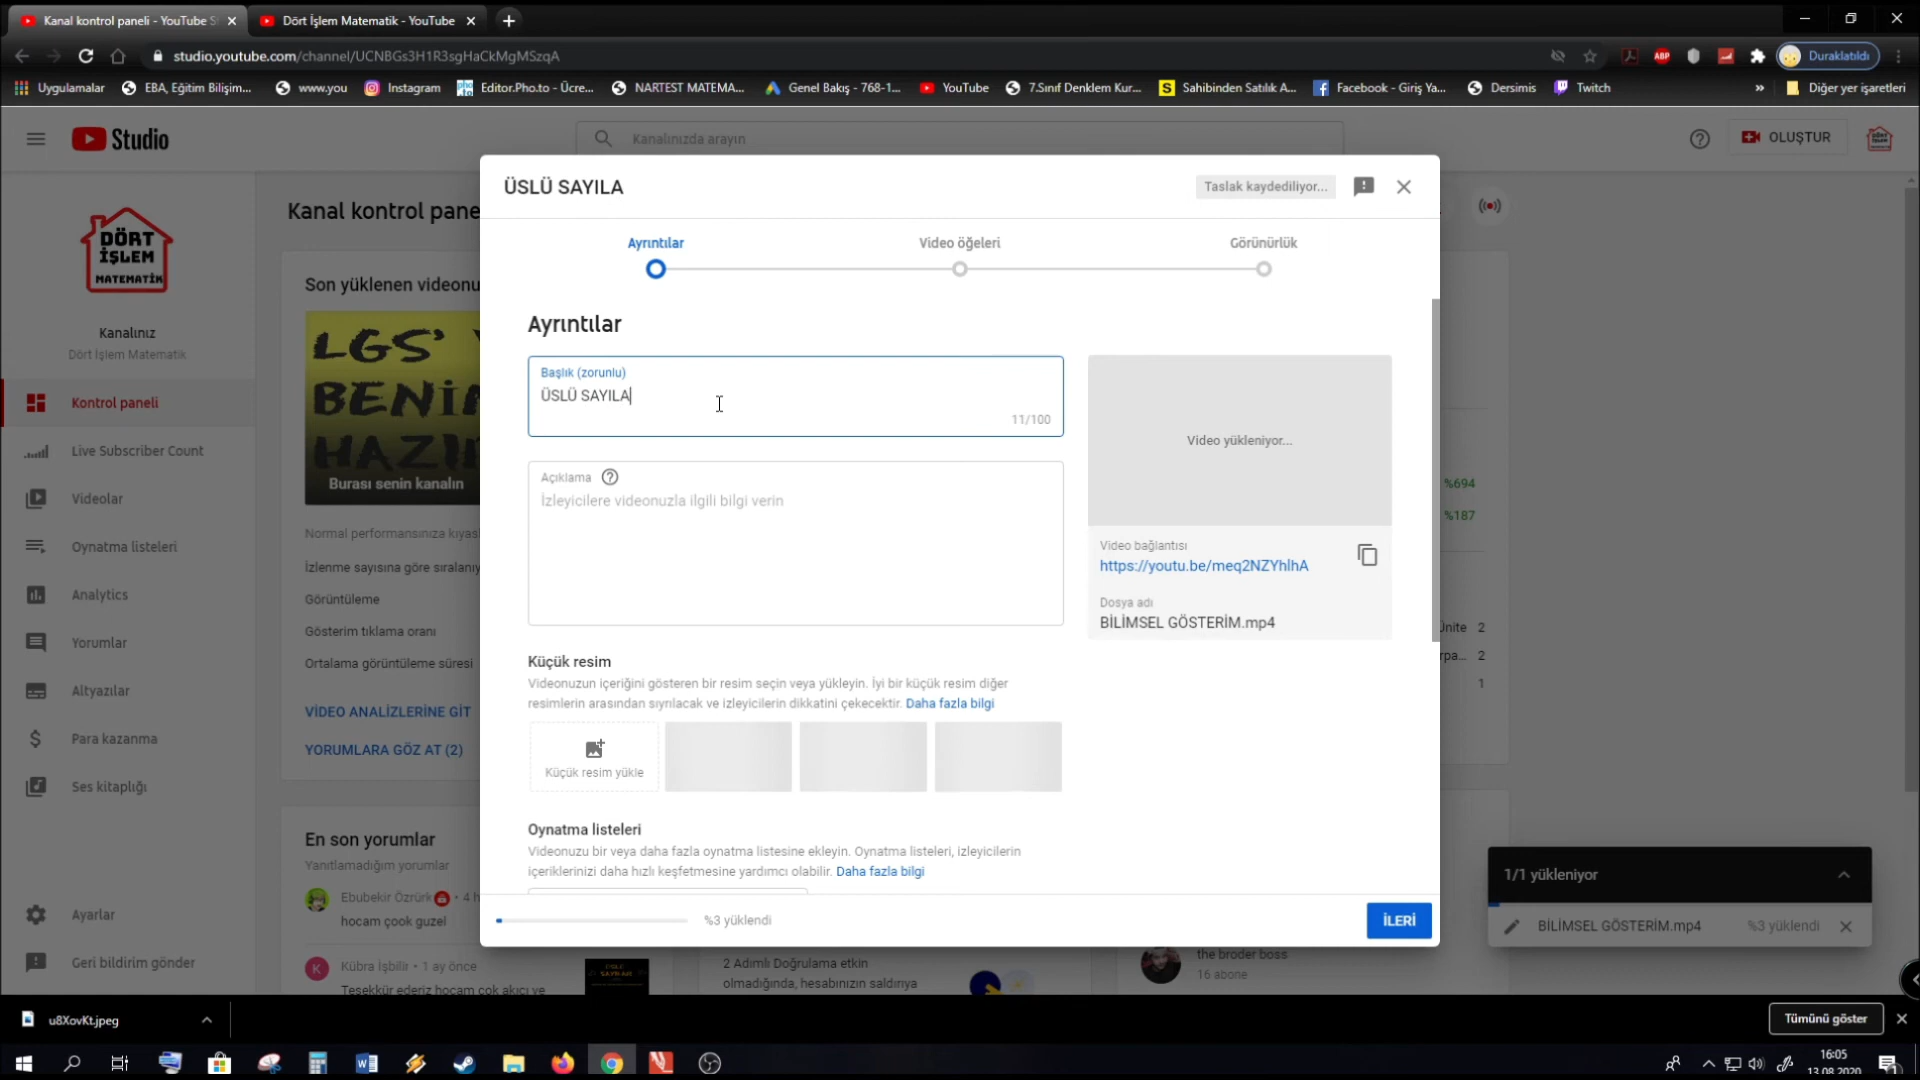 Kanal kontrol paneli - YouTube S
Dört İşlem Matematik - YouTube
studio.youtube.com/channel/UCNBGs3H1R3sgHaCkMgMSzqA
ABP
Duraklatıldı
Uygulamalar
EBA, Eğitim Bilişim...
www.you
Instagram
Editor.Pho.to - Ücre...
NARTEST MATEMA...
Genel Bakış - 768-1...
YouTube
7.Sınıf Denklem Kur...
Sahibinden Satılık A...
Facebook - Giriş Ya...
Dersimis
Twitch
»
Diğer yer işaretleri
Studio
Kanalınızda arayın
OLUŞTUR
DÖRT
İŞLEM
MATEMATİK
Kanalınız
Dört İşlem Matematik
Kontrol paneli
Live Subscriber Count
Videolar
Oynatma listeleri
Analytics
Yorumlar
Altyazılar
Para kazanma
Ses kitaplığı
Ayarlar
Geri bildirim gönder
Kanal kontrol pane
Son yüklenen videonu
LGS'
BENİM
HAZI
Burası senin kanalın
Normal performansınıza kıyas
İzlenme sayısına göre sıralanış
Görüntüleme
Gösterim tıklama oranı
Ortalama görüntüleme süresi
VİDEO ANALİZLERİNE GİT
YORUMLARA GÖZ AT (2)
En son yorumlar
Yanıtlamadığım yorumlar
Ebubekir Özrürk • 4 h
hocam çook guzel
Kübra İşbilir • 1 ay önce
Teşekkür ederiz hocam çok akıcı ve
ÜSLÜ SAYILA
Taslak kaydediliyor...
Ayrıntılar
Video öğeleri
Görünürlük
Ayrıntılar
Başlık (zorunlu)
ÜSLÜ SAYILA
11/100
Açıklama
İzleyicilere videonuzla ilgili bilgi verin
Küçük resim
Videonuzun içeriğini gösteren bir resim seçin veya yükleyin. İyi bir küçük resim diğer
resimlerin arasından sıyrılacak ve izleyicilerin dikkatini çekecektir. Daha fazla bilgi
Küçük resim yükle
Oynatma listeleri
Videonuzu bir veya daha fazla oynatma listesine ekleyin. Oynatma listeleri, izleyicilerin
içeriklerinizi daha hızlı keşfetmesine yardımcı olabilir. Daha fazla bilgi
%3 yüklendi
İLERİ
Video yükleniyor...
Video bağlantısı
https://youtu.be/meq2NZYhlhA
Dosya adı
BİLİMSEL GÖSTERİM.mp4
%694
%187
Ünite 2
rpa... 2
1
2 Adımlı Doğrulama etkin
olmadığında, hesabınızın saldırıya
the broder boss
16 abone
1/1 yükleniyor
BİLİMSEL GÖSTERİM.mp4
%3 yüklendi
u8XovKt.jpeg
Tümünü göster
16:05
13.08.2020